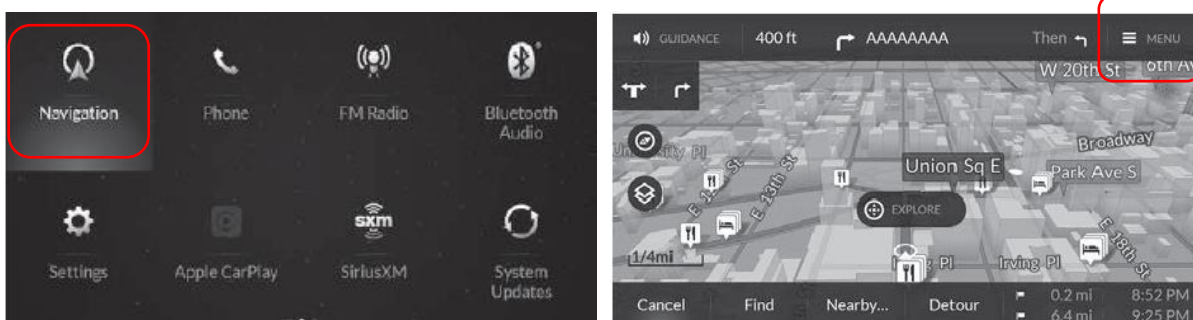 Navigation
Phone
FM Radio
Bluetooth
Audio
Settings
Apple CarPlay
sxm
SiriusXM
System
Updates
GUIDANCE
400 ft
AAAAAAAA
Then
MENU
W 20th St
6th Av
Broadway
Union Sq E
Park Ave S
E 13th St
EXPLORE
E 18th St
1/4mi
Irving Pl
Cancel
Find
Nearby...
Detour
0.2 mi 8:52 PM
6.4 mi 9:25 PM